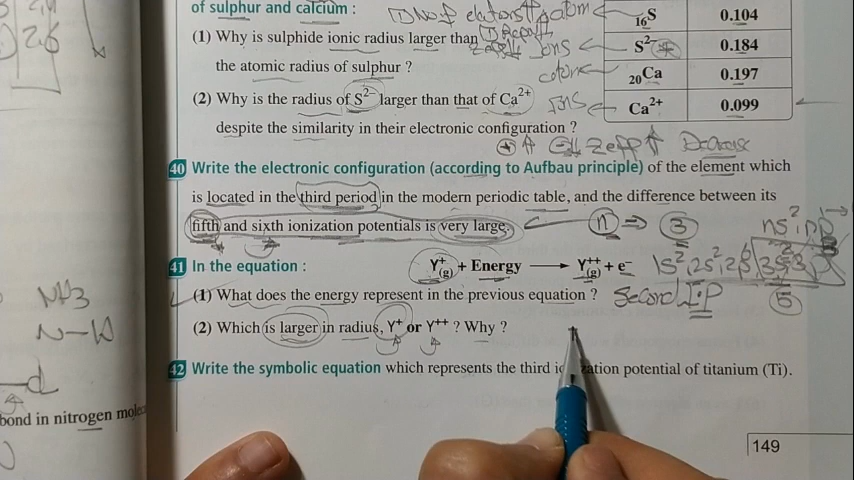 of sulphur and calcium :
(1) Why is sulphide ionic radius larger than
the atomic radius of sulphur ?
(2) Why is the radius of S²⁻ larger than that of Ca²⁺
despite the similarity in their electronic configuration ?
₁₆S 0.104
S²⁻ 0.184
₂₀Ca 0.197
Ca²⁺ 0.099
Zeff ↑
40 Write the electronic configuration (according to Aufbau principle) of the element which
is located in the third period in the modern periodic table, and the difference between its
fifth and sixth ionization potentials is very large.
n ⇒ 3
41 In the equation :
Y⁺(g) + Energy ⟶ Y⁺⁺(g) + e⁻
(1) What does the energy represent in the previous equation ?
Second I.P
5
(2) Which is larger in radius, Y⁺ or Y⁺⁺ ? Why ?
42 Write the symbolic equation which represents the third ionization potential of titanium (Ti).
149
NH3
bond in nitrogen